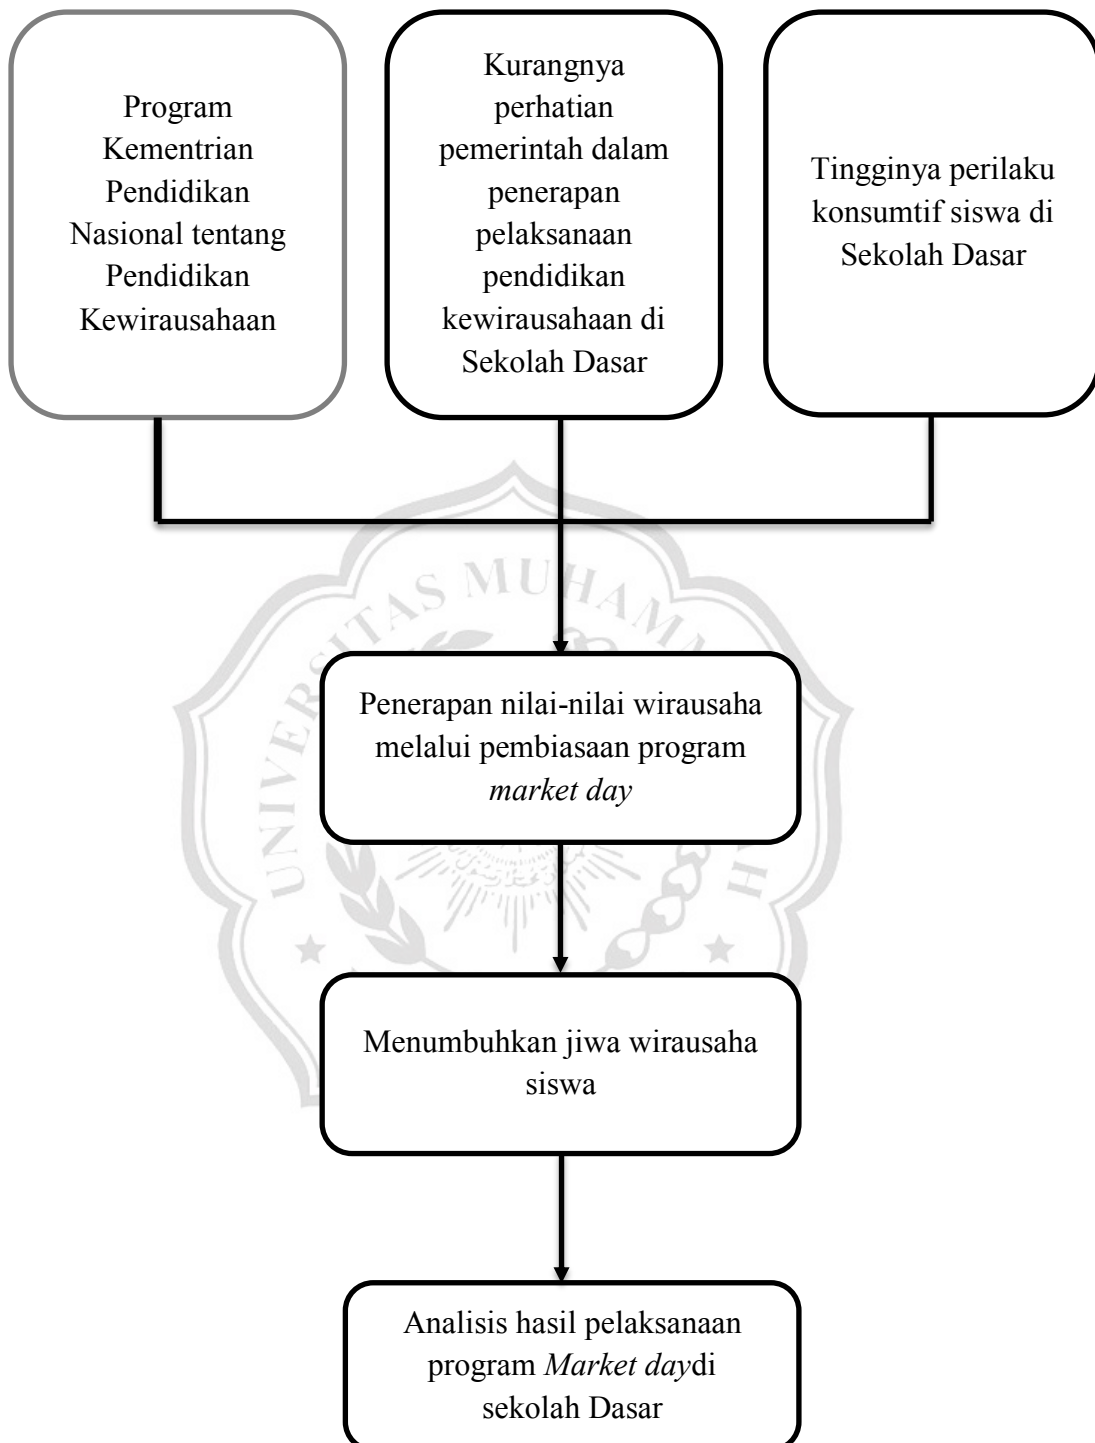 Program
Kementrian
Pendidikan
Nasional tentang
Pendidikan
Kewirausahaan
Kurangnya
perhatian
pemerintah dalam
penerapan
pelaksanaan
pendidikan
kewirausahaan di
Sekolah Dasar
Tingginya perilaku
konsumtif siswa di
Sekolah Dasar
UNIVERSITAS MUHAMM
H
Penerapan nilai-nilai wirausaha
melalui pembiasaan program
market day
Menumbuhkan jiwa wirausaha
siswa
Analisis hasil pelaksanaan
program Market daydi
sekolah Dasar